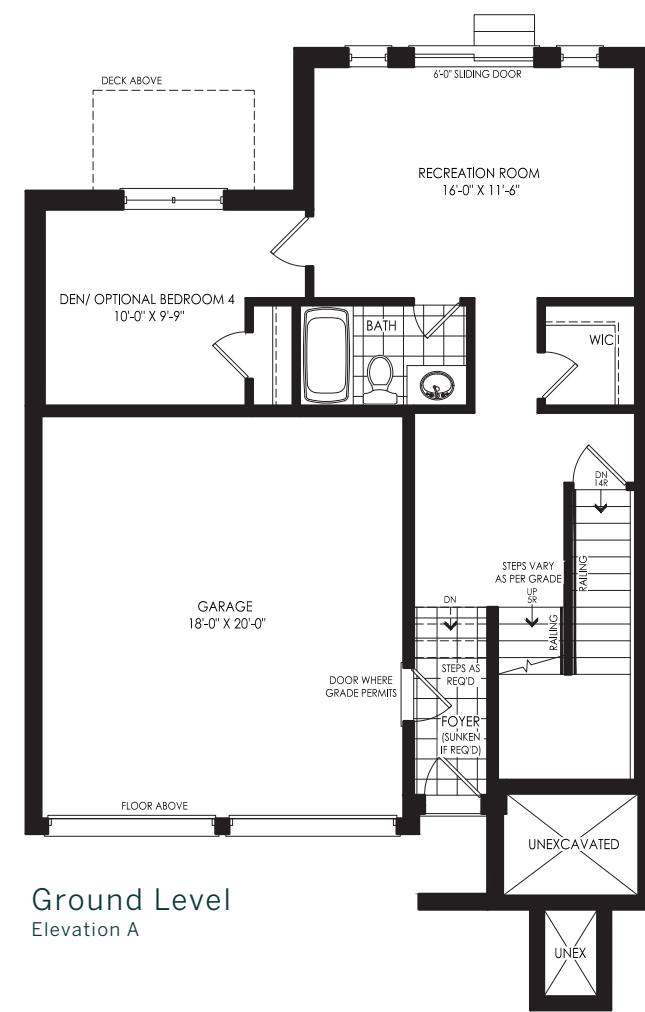 DECK ABOVE
6'-0" SLIDING DOOR
RECREATION ROOM
16'-0" X 11'-6"
DEN/ OPTIONAL BEDROOM 4
10'-0" X 9'-9"
BATH
WIC
DN
14R
RAILING
STEPS VARY
AS PER GRADE
UP
5R
RAILING
DN
GARAGE
18'-0" X 20'-0"
STEPS AS
REQ'D
DOOR WHERE
GRADE PERMITS
FOYER
(SUNKEN
IF REQ'D)
FLOOR ABOVE
UNEXCAVATED
UNEX
Ground Level
Elevation A